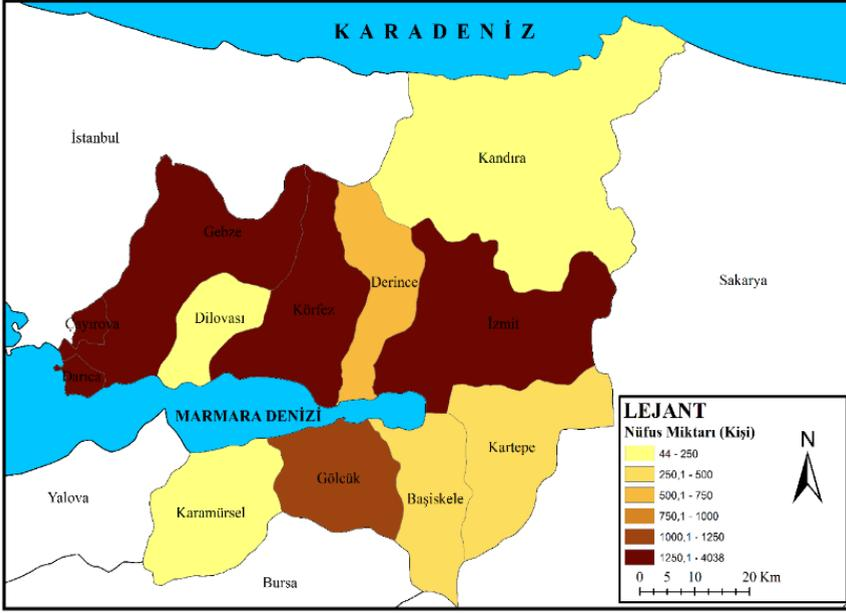 KARADENİZ
İstanbul
Kandıra
Gebze
Sakarya
Derince
Dilovası
Körfez
Çayırova
İzmit
Darıca
MARMARA DENİZİ
LEJANT
Nüfus Miktarı (Kişi)
44 - 250
250,1 - 500
500,1 - 750
750,1 - 1000
1000,1 - 1250
1250,1 - 4038
N
0 5 10 20 Km
Kartepe
Gölcük
Başiskele
Yalova
Karamürsel
Bursa